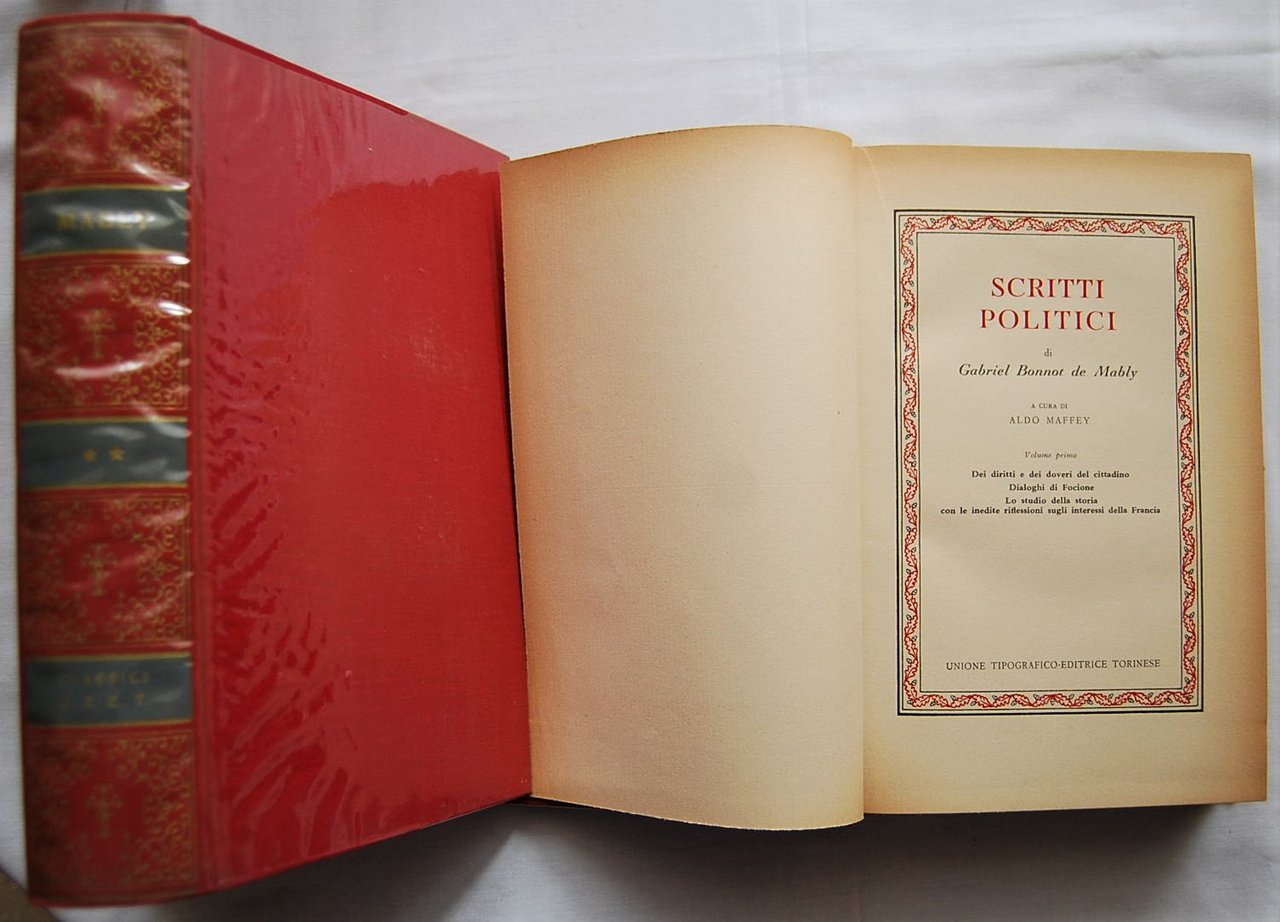 MABLY
★ ★
CLASSICI
U.T.E.T.
SCRITTI
POLITICI
di
Gabriel Bonnot de Mably
A CURA DI
ALDO MAFFEY
Volume primo
Dei diritti e dei doveri del cittadino
Dialoghi di Focione
Lo studio della storia
con le inedite riflessioni sugli interessi della Francia
UNIONE TIPOGRAFICO-EDITRICE TORINESE